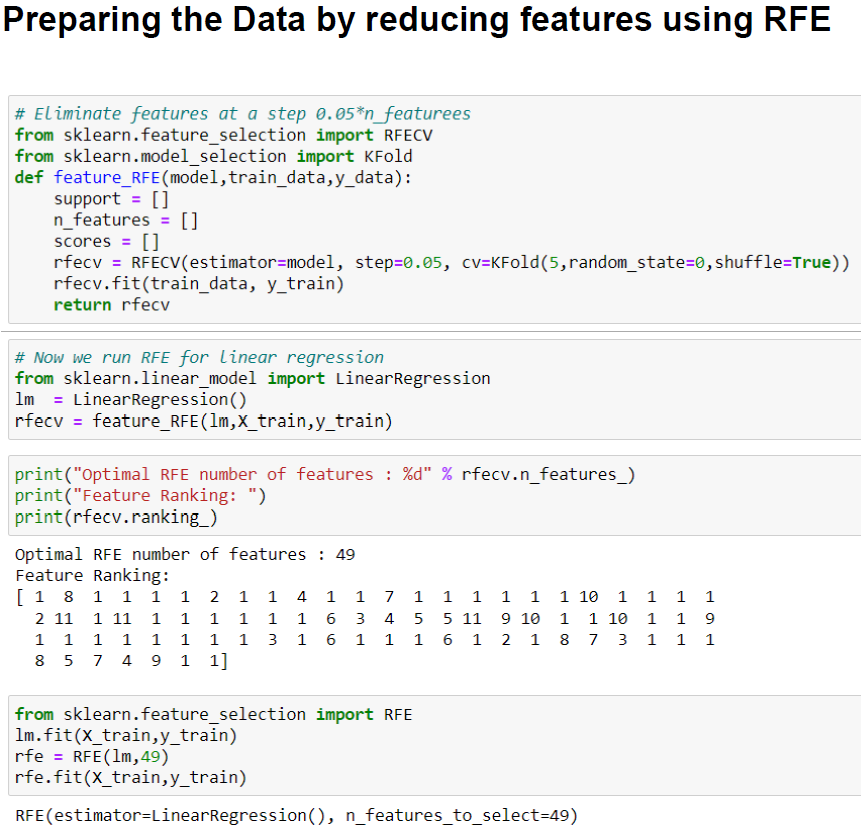 Preparing the Data by reducing features using RFE
# Eliminate features at a step 0.05*n_featurees
from sklearn.feature_selection import RFECV
from sklearn.model_selection import KFold
def feature_RFE(model,train_data,y_data):
    support = []
    n_features = []
    scores = []
    rfecv = RFECV(estimator=model, step=0.05, cv=KFold(5,random_state=0,shuffle=True))
    rfecv.fit(train_data, y_train)
    return rfecv
# Now we run RFE for linear regression
from sklearn.linear_model import LinearRegression
lm  = LinearRegression()
rfecv = feature_RFE(lm,X_train,y_train)
print("Optimal RFE number of features : %d" % rfecv.n_features_)
print("Feature Ranking: ")
print(rfecv.ranking_)
Optimal RFE number of features : 49
Feature Ranking:
[ 1  8  1  1  1  1  2  1  1  4  1  1  7  1  1  1  1  1  1 10  1  1  1  1
  2 11  1 11  1  1  1  1  1  1  6  3  4  5  5 11  9 10  1  1 10  1  1  9
  1  1  1  1  1  1  1  1  3  1  6  1  1  1  6  1  2  1  8  7  3  1  1  1
  8  5  7  4  9  1  1]
from sklearn.feature_selection import RFE
lm.fit(X_train,y_train)
rfe = RFE(lm,49)
rfe.fit(X_train,y_train)
RFE(estimator=LinearRegression(), n_features_to_select=49)